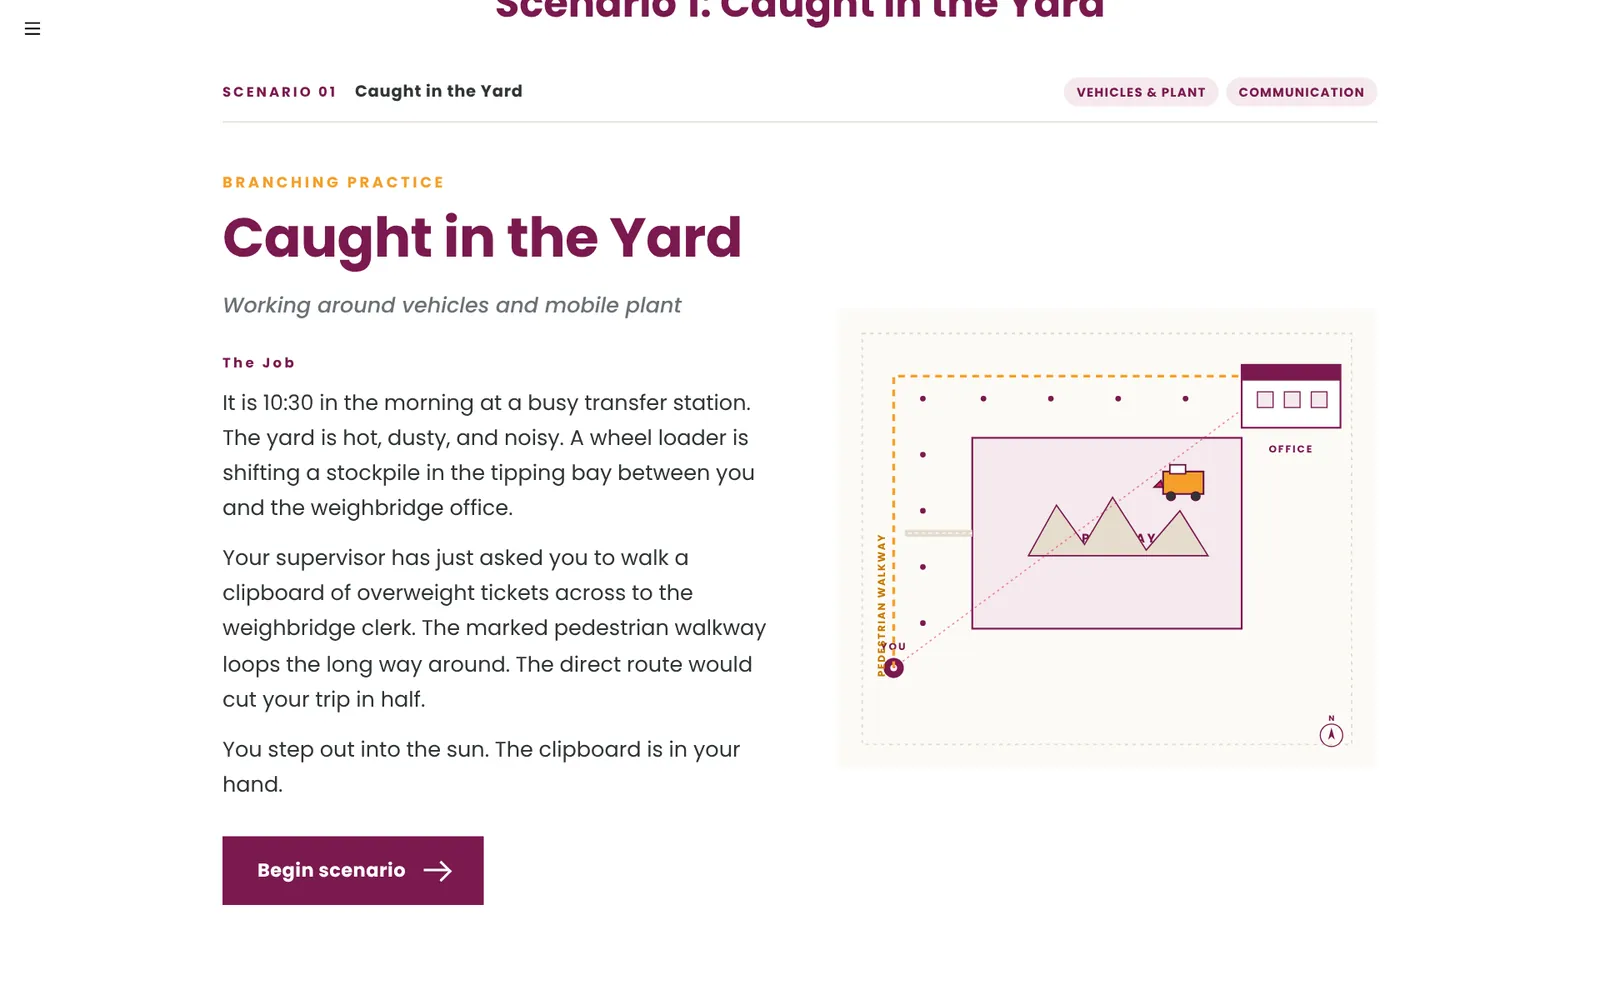 Scenario 1: Caught in the Yard
SCENARIO 01 Caught in the Yard
VEHICLES & PLANT COMMUNICATION
BRANCHING PRACTICE
Caught in the Yard
Working around vehicles and mobile plant
The Job
It is 10:30 in the morning at a busy transfer station.
The yard is hot, dusty, and noisy. A wheel loader is
shifting a stockpile in the tipping bay between you
and the weighbridge office.
Your supervisor has just asked you to walk a
clipboard of overweight tickets across to the
weighbridge clerk. The marked pedestrian walkway
loops the long way around. The direct route would
cut your trip in half.
You step out into the sun. The clipboard is in your
hand.
Begin scenario
OFFICE
PEDESTRIAN WALKWAY
YOU
N